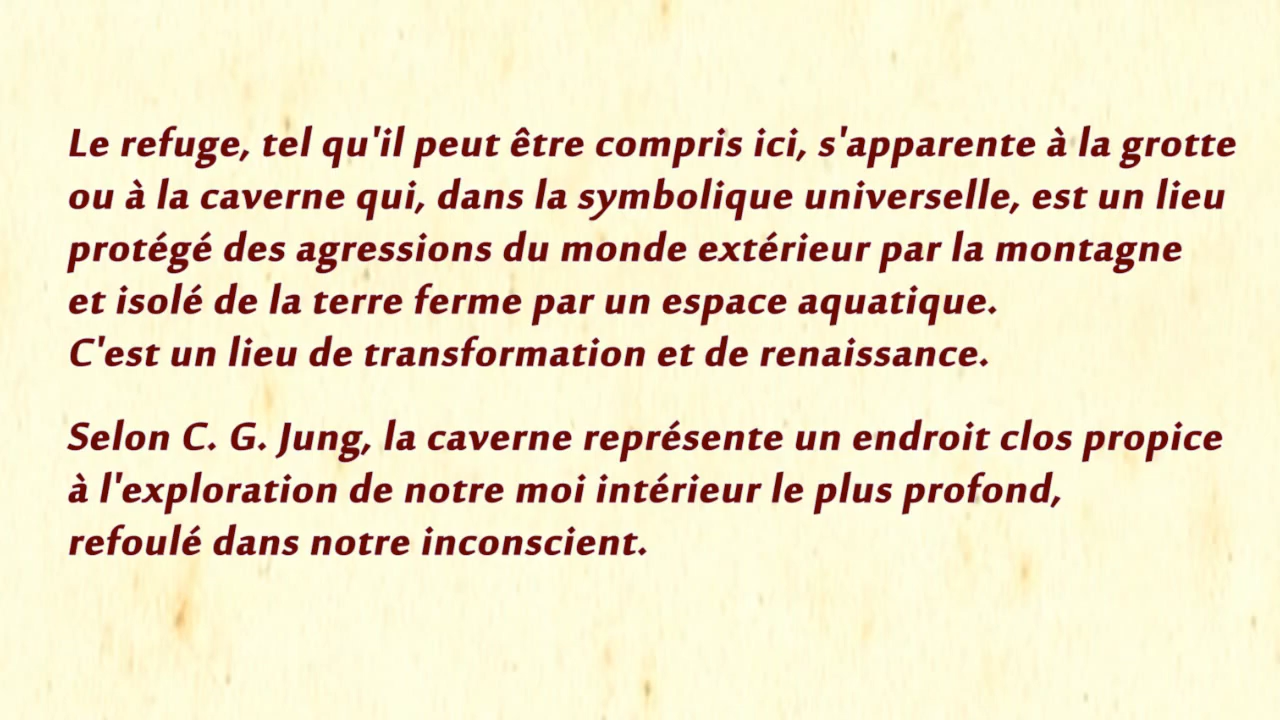 Le refuge, tel qu'il peut être compris ici, s'apparente à la grotte
ou à la caverne qui, dans la symbolique universelle, est un lieu
protégé des agressions du monde extérieur par la montagne
et isolé de la terre ferme par un espace aquatique.
C'est un lieu de transformation et de renaissance.
Selon C. G. Jung, la caverne représente un endroit clos propice
à l'exploration de notre moi intérieur le plus profond,
refoulé dans notre inconscient.